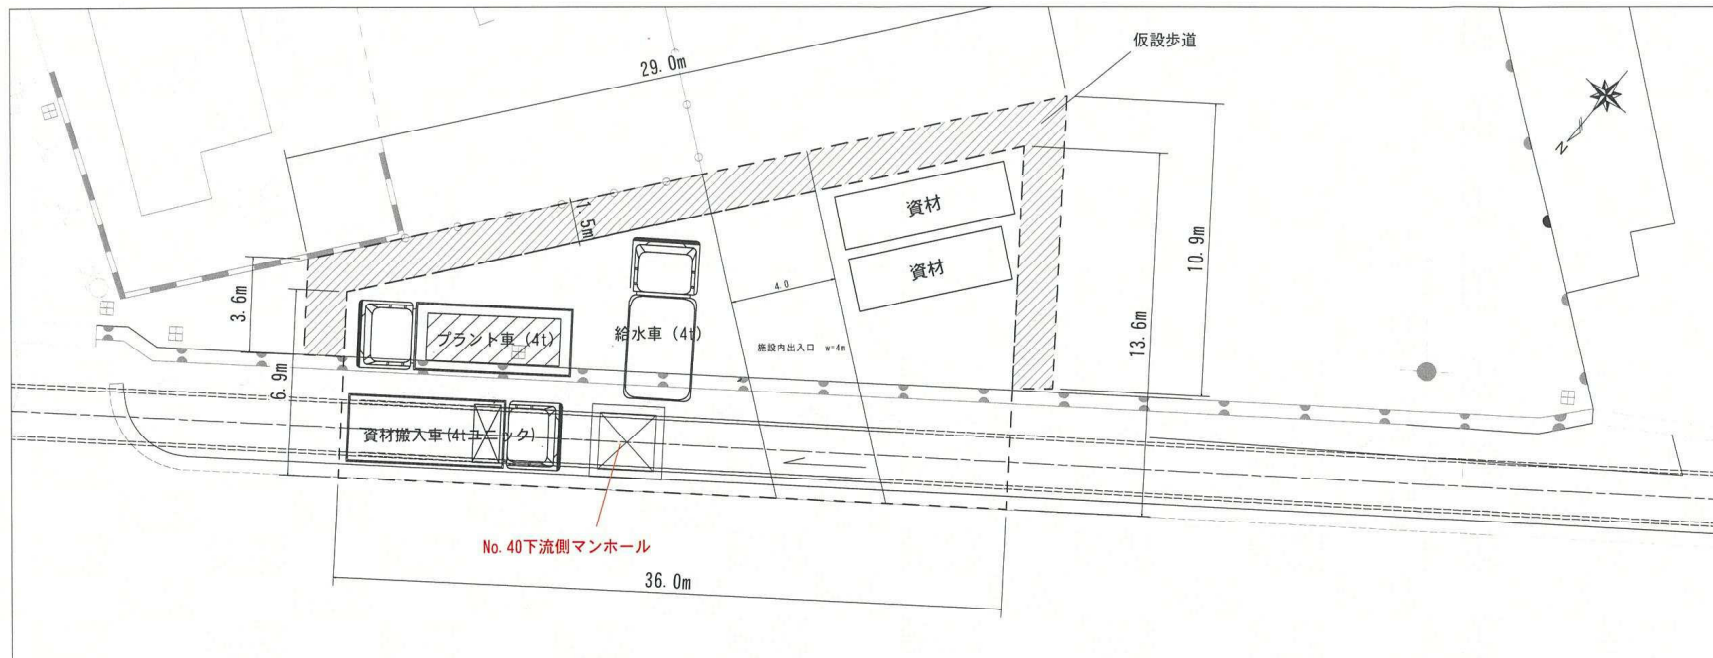 仮設歩道
29.0m
N
1.5m
資材
資材
10.9m
3.6m
4.0
プラント車 (4t)
給水車 (4t)
13.6m
施設内出入口 w=4m
6.9m
資材搬入車(4tユニック)
No.40下流側マンホール
36.0m